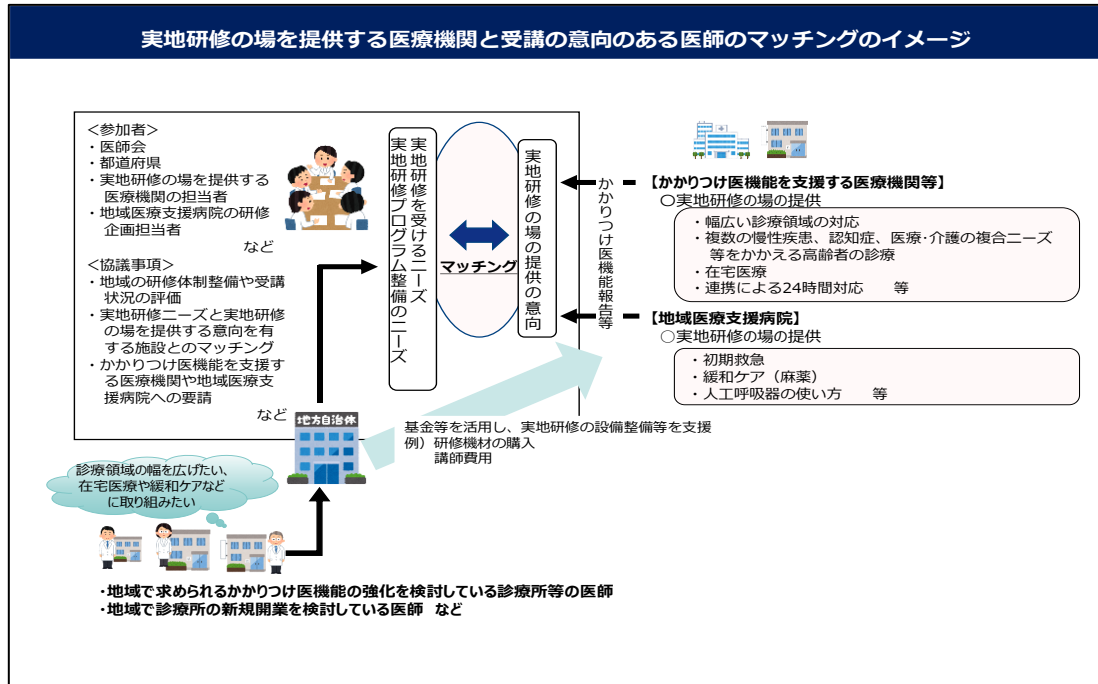 実地研修の場を提供する医療機関と受講の意向のある医師のマッチングのイメージ
＜参加者＞
・医師会
・都道府県
・実地研修の場を提供する
医療機関の担当者
・地域医療支援病院の研修
企画担当者
など
＜協議事項＞
・地域の研修体制整備や受講
状況の評価
・実地研修ニーズと実地研修
の場を提供する意向を有
する施設とのマッチング
・かかりつけ医機能を支援す
る医療機関や地域医療支
援病院への要請
など
実地研修を受けるニーズ
実地研修プログラム整備のニーズ
マッチング
実地研修の場の提供の意向
かかりつけ医機能報告等
【かかりつけ医機能を支援する医療機関等】
○実地研修の場の提供
・幅広い診療領域の対応
・複数の慢性疾患、認知症、医療・介護の複合ニーズ
等をかかえる高齢者の診療
・在宅医療
・連携による24時間対応　　等
【地域医療支援病院】
○実地研修の場の提供
・初期救急
・緩和ケア（麻薬）
・人工呼吸器の使い方　　等
地方自治体
基金等を活用し、実地研修の設備整備等を支援
例）研修機材の購入
講師費用
診療領域の幅を広げたい、
在宅医療や緩和ケアなど
に取り組みたい
・地域で求められるかかりつけ医機能の強化を検討している診療所等の医師
・地域で診療所の新規開業を検討している医師　など